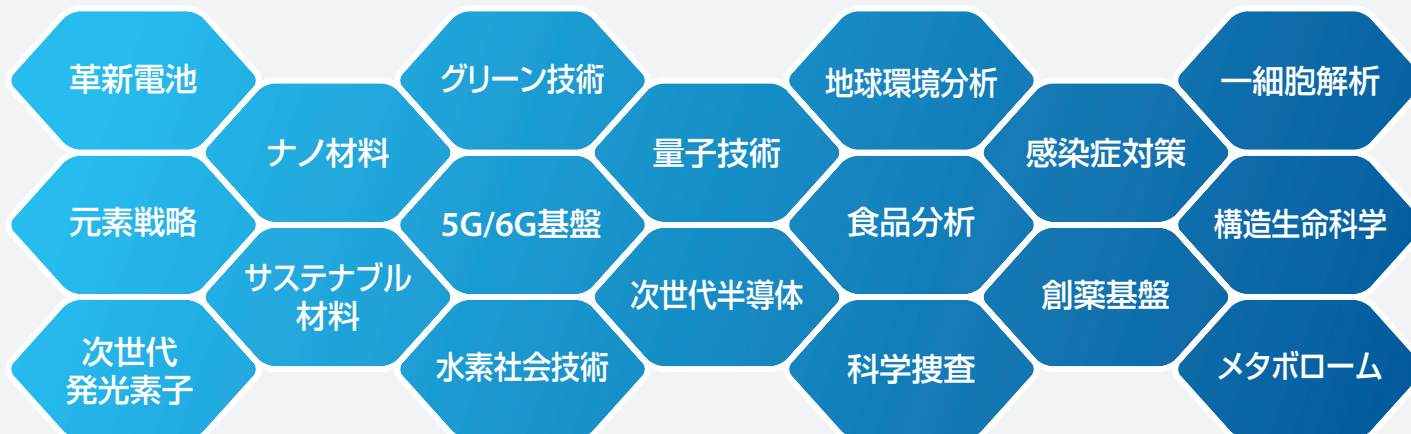 革新電池
グリーン技術
地球環境分析
一細胞解析
ナノ材料
量子技術
感染症対策
元素戦略
5G/6G基盤
食品分析
構造生命科学
サステナブル
材料
次世代半導体
創薬基盤
次世代
発光素子
水素社会技術
科学捜査
メタボローム